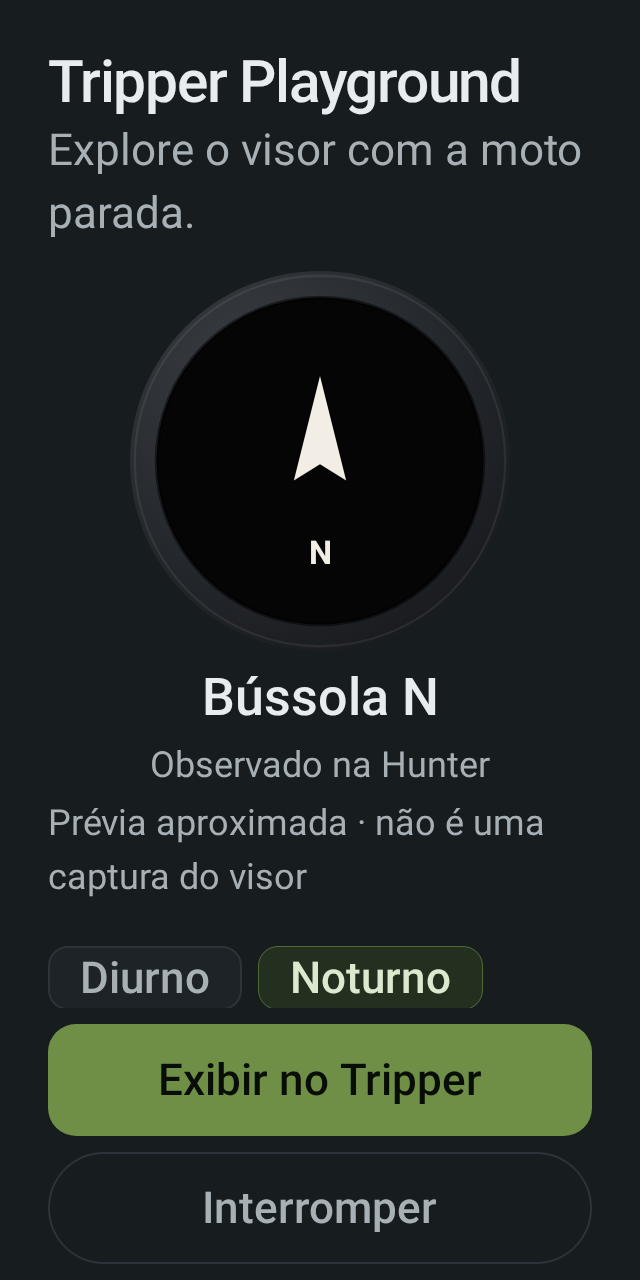 Tripper Playground
Explore o visor com a moto
parada.
N
Bússola N
Observado na Hunter
Prévia aproximada · não é uma
captura do visor
Diurno
Noturno
Exibir no Tripper
Interromper